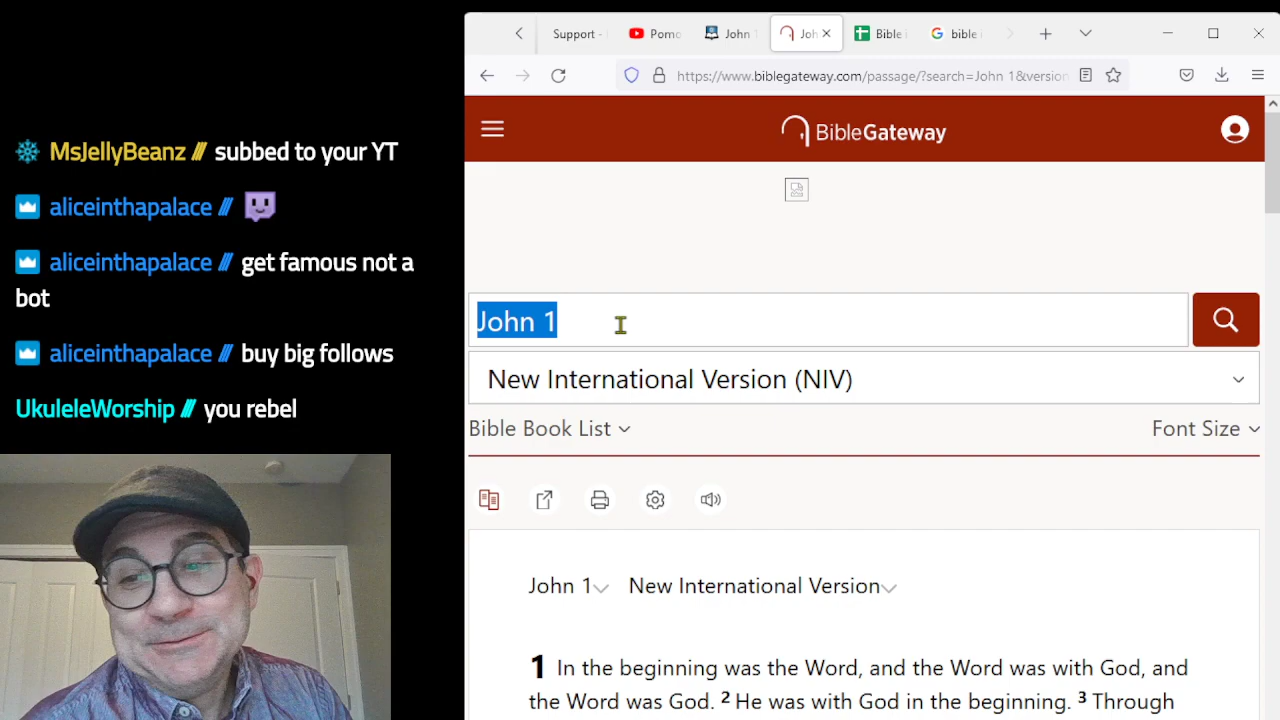 MsJellyBeanz /// subbed to your YT
aliceinthapalace ///
aliceinthapalace /// get famous not a
bot
aliceinthapalace /// buy big follows
UkuleleWorship /// you rebel
Support -
Pomo
John 1
Joh
Bible i
bible
https://www.biblegateway.com/passage/?search=John 1&version
BibleGateway
John 1
New International Version (NIV)
Bible Book List
Font Size
John 1
New International Version
1 In the beginning was the Word, and the Word was with God, and
the Word was God. 2 He was with God in the beginning. 3 Through